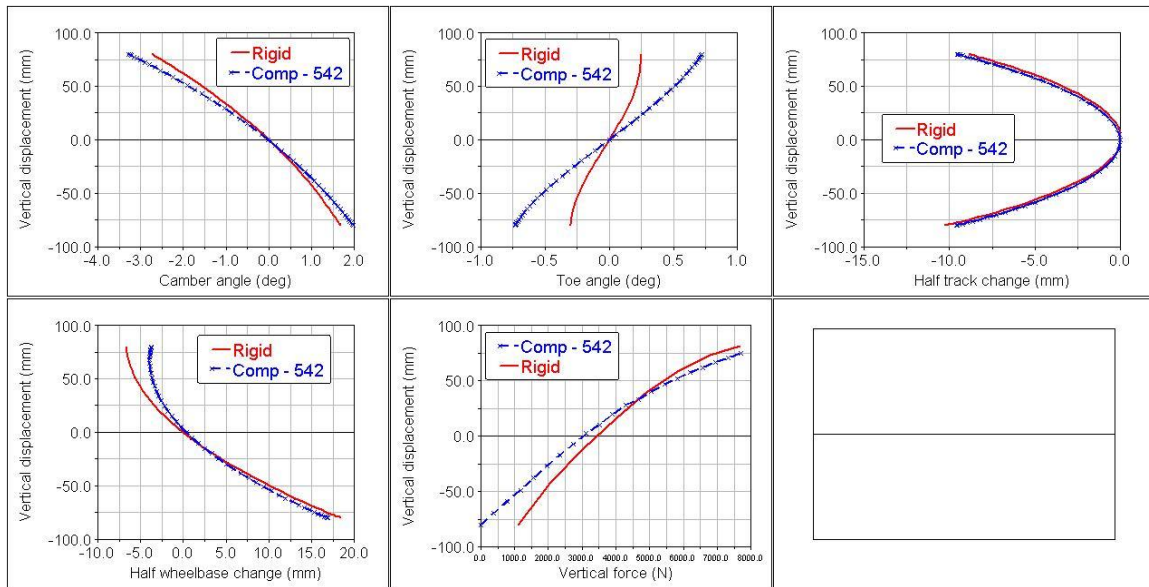 100.0
50.0
0.0
-50.0
-100.0
Vertical displacement (mm)
Rigid
Comp - 542
-4.0 -3.0 -2.0 -1.0 0.0 1.0 2.0
Camber angle (deg)
100.0
50.0
0.0
-50.0
-100.0
Vertical displacement (mm)
Rigid
Comp - 542
-1.0 -0.5 0.0 0.5 1.0
Toe angle (deg)
100.0
50.0
0.0
-50.0
-100.0
Vertical displacement (mm)
Rigid
Comp - 542
-15.0 -10.0 -5.0 0.0
Half track change (mm)
100.0
50.0
0.0
-50.0
-100.0
Vertical displacement (mm)
Rigid
Comp - 542
-10.0 -5.0 0.0 5.0 10.0 15.0 20.0
Half wheelbase change (mm)
100.0
50.0
0.0
-50.0
-100.0
Vertical displacement (mm)
Comp - 542
Rigid
0.0 1000.0 2000.0 3000.0 4000.0 5000.0 6000.0 7000.0 8000.0
Vertical force (N)